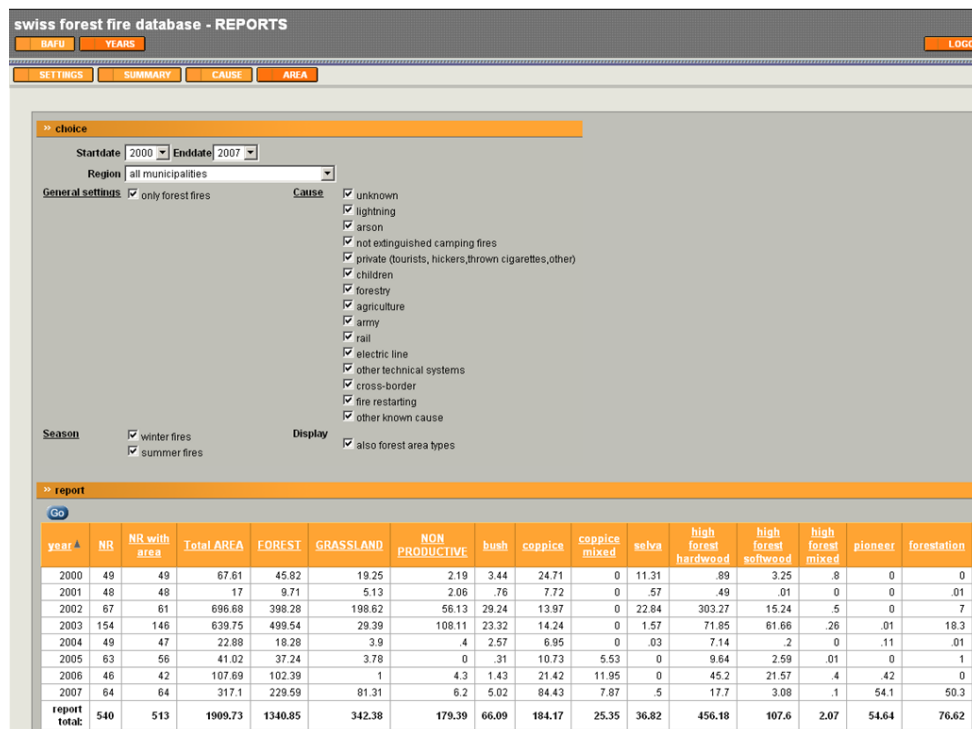 swiss forest fire database - REPORTS
BAFU YEARS LOGO
SETTINGS SUMMARY CAUSE AREA
» choice
Startdate 2000 Enddate 2007
Region all municipalities
General settings only forest fires Cause unknown
lightning
arson
not extinguished camping fires
private (tourists, hickers,thrown cigarettes,other)
children
forestry
agriculture
army
rail
electric line
other technical systems
cross-border
fire restarting
other known cause
Season winter fires Display also forest area types
summer fires
» report
Go
year NR NR with area Total AREA FOREST GRASSLAND NON PRODUCTIVE bush coppice coppice mixed selva high forest hardwood high forest softwood high forest mixed pioneer forestation
2000 49 49 67.61 45.82 19.25 2.19 3.44 24.71 0 11.31 .89 3.25 .8 0 0
2001 48 48 17 9.71 5.13 2.06 .76 7.72 0 .57 .49 .01 0 0 .01
2002 67 61 696.68 398.28 198.62 56.13 29.24 13.97 0 22.84 303.27 15.24 .5 0 7
2003 154 146 639.75 499.54 29.39 108.11 23.32 14.24 0 1.57 71.85 61.66 .26 .01 18.3
2004 49 47 22.88 18.28 3.9 .4 2.57 6.95 0 .03 7.14 .2 0 .11 .01
2005 63 56 41.02 37.24 3.78 0 .31 10.73 5.53 0 9.64 2.59 .01 0 1
2006 46 42 107.69 102.39 1 4.3 1.43 21.42 11.95 0 45.2 21.57 .4 .42 0
2007 64 64 317.1 229.59 81.31 6.2 5.02 84.43 7.87 .5 17.7 3.08 .1 54.1 50.3
report total: 540 513 1909.73 1340.85 342.38 179.39 66.09 184.17 25.35 36.82 456.18 107.6 2.07 54.64 76.62